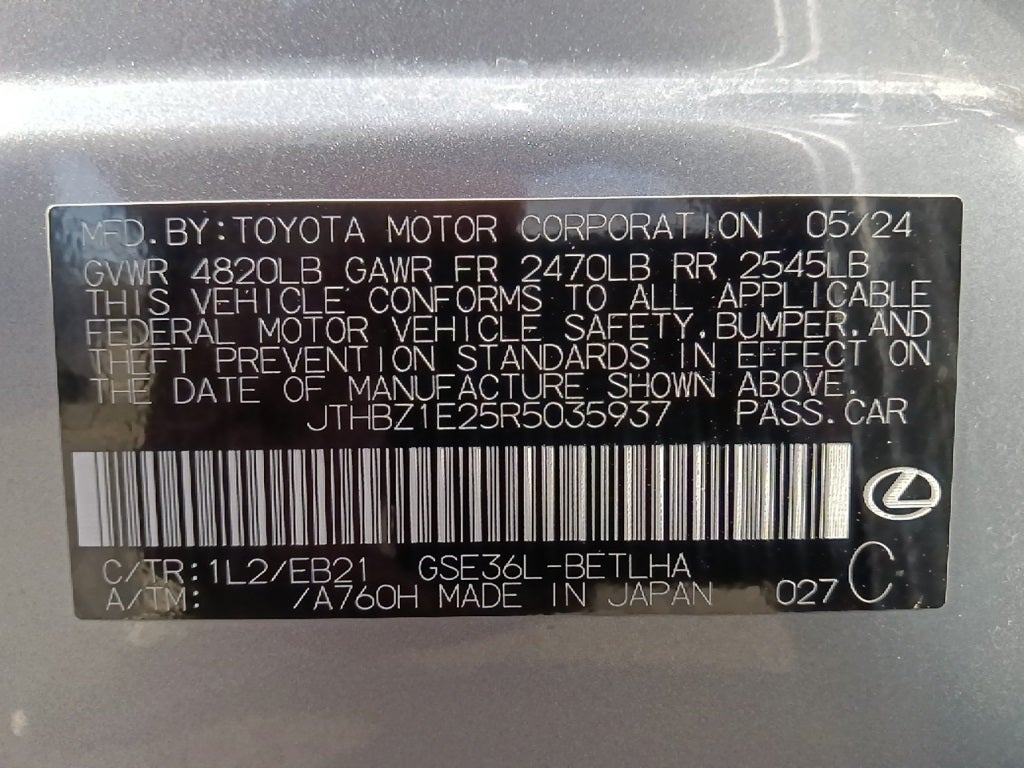 MFD.BY:TOYOTA MOTOR CORPORATION 05/24
GVWR 4820LB GAWR FR 2470LB RR 2545LB
THIS VEHICLE CONFORMS TO ALL APPLICABLE
FEDERAL MOTOR VEHICLE SAFETY,BUMPER,AND
THEFT PREVENTION STANDARDS IN EFFECT ON
THE DATE OF MANUFACTURE SHOWN ABOVE.
JTHBZ1E25R5035937 PASS.CAR
C/TR:1L2/EB21 GSE36L-BETLHA C
A/TM: /A760H MADE IN JAPAN 027